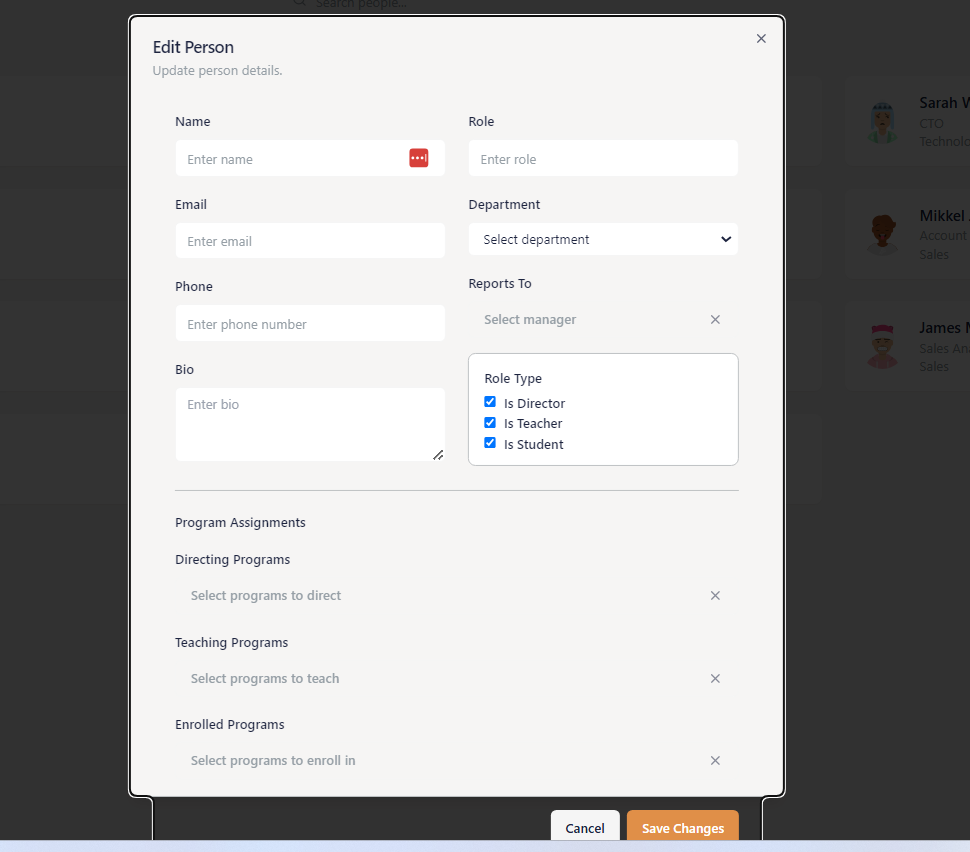 Search people...
Edit Person
Update person details.
Name
Role
Enter name
Enter role
Email
Department
Enter email
Select department
Phone
Reports To
Enter phone number
Select manager
Bio
Enter bio
Role Type
Is Director
Is Teacher
Is Student
Program Assignments
Directing Programs
Select programs to direct
Teaching Programs
Select programs to teach
Enrolled Programs
Select programs to enroll in
Cancel
Save Changes
Sarah W
CTO
Technolo
Mikkel
Account
Sales
James M
Sales Ana
Sales